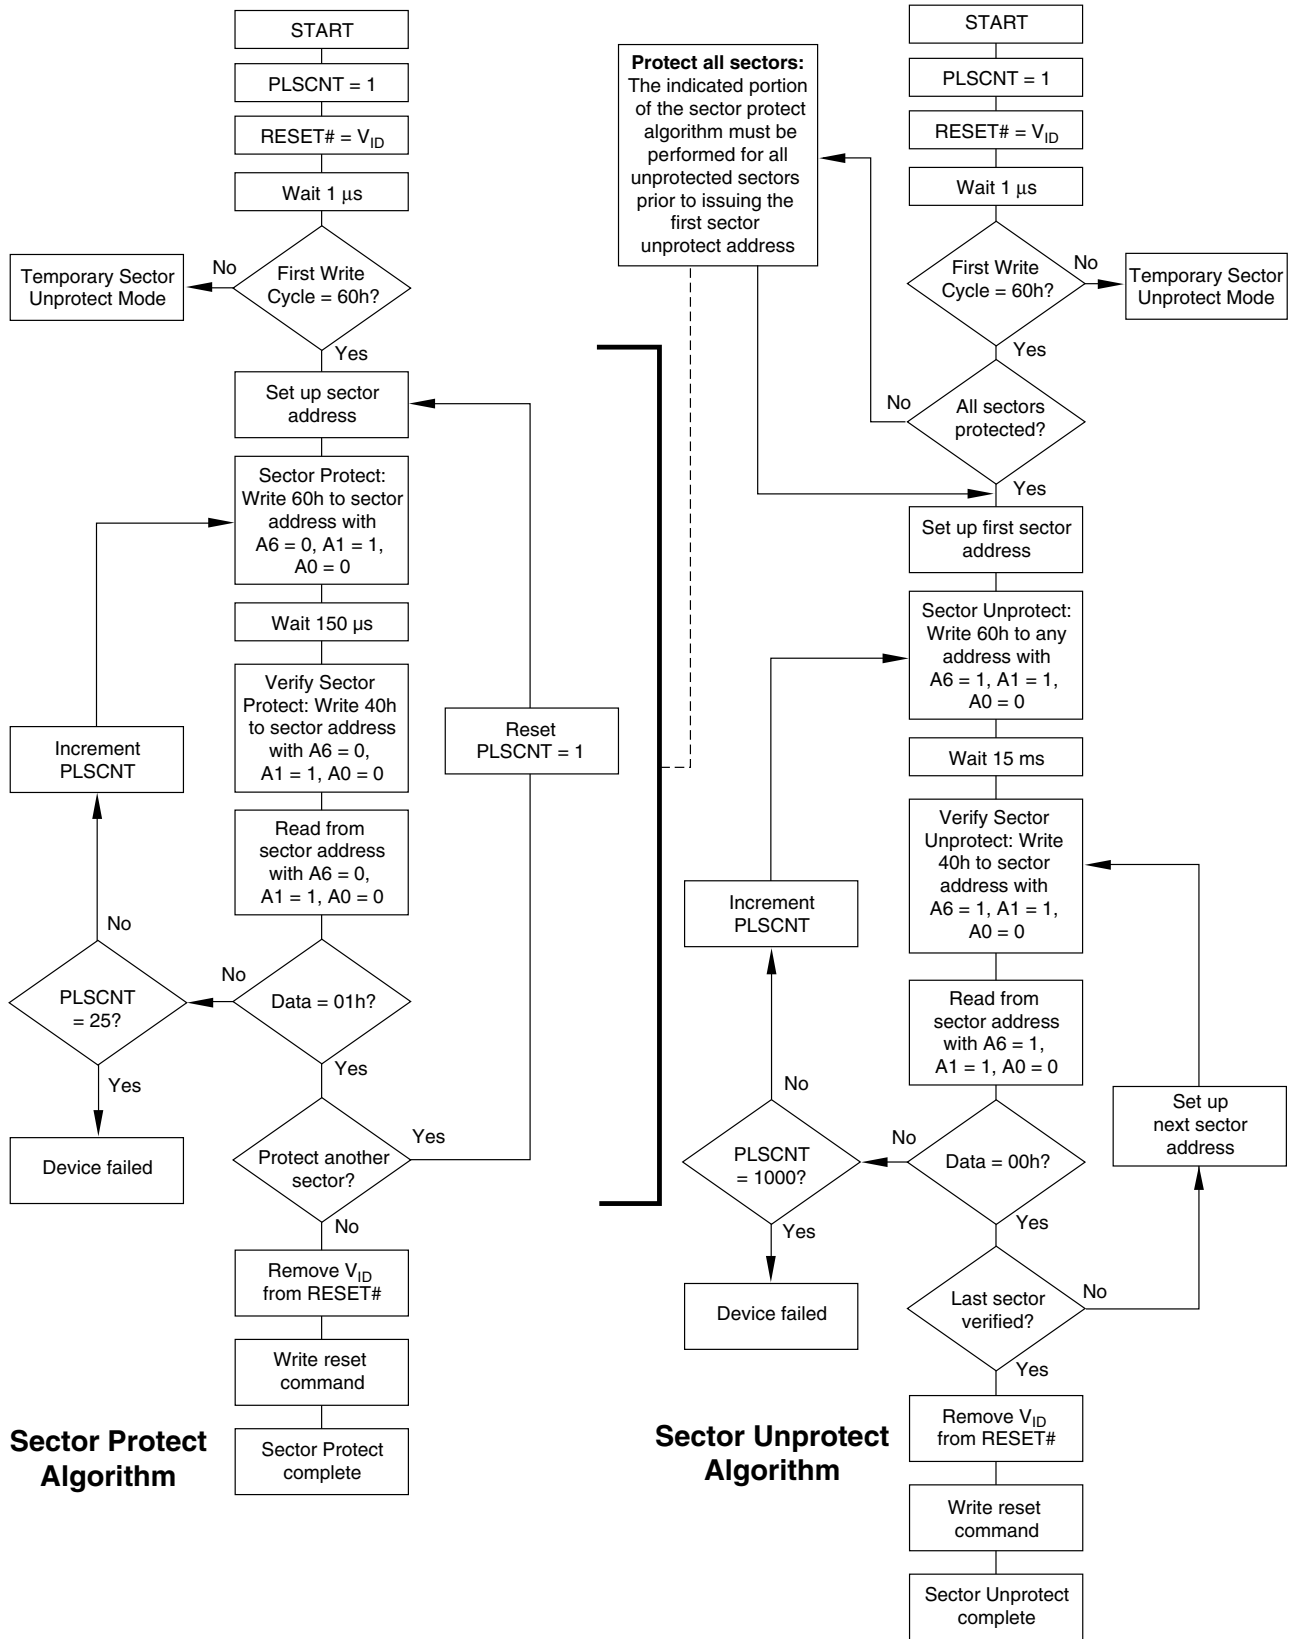 START
PLSCNT = 1
RESET# = VID
Wait 1 μs
First Write
Cycle = 60h?
No
Temporary Sector
Unprotect Mode
Yes
Set up sector
address
Sector Protect:
Write 60h to sector
address with
A6 = 0, A1 = 1,
A0 = 0
Wait 150 µs
Verify Sector
Protect: Write 40h
to sector address
with A6 = 0,
A1 = 1, A0 = 0
Reset
PLSCNT = 1
Increment
PLSCNT
Read from
sector address
with A6 = 0,
A1 = 1, A0 = 0
No
No
Data = 01h?
PLSCNT
= 25?
Yes
Yes
Device failed
Protect another
sector?
Yes
No
Remove VID
from RESET#
Write reset
command
Sector Protect
complete
Sector Protect
Algorithm
Protect all sectors:
The indicated portion
of the sector protect
algorithm must be
performed for all
unprotected sectors
prior to issuing the
first sector
unprotect address
START
PLSCNT = 1
RESET# = VID
Wait 1 μs
First Write
Cycle = 60h?
No
Temporary Sector
Unprotect Mode
Yes
No
All sectors
protected?
Yes
Set up first sector
address
Sector Unprotect:
Write 60h to any
address with
A6 = 1, A1 = 1,
A0 = 0
Wait 15 ms
Verify Sector
Unprotect: Write
40h to sector
address with
A6 = 1, A1 = 1,
A0 = 0
Increment
PLSCNT
Read from
sector address
with A6 = 1,
A1 = 1, A0 = 0
No
Set up
next sector
address
No
Data = 00h?
PLSCNT
= 1000?
Yes
Yes
Device failed
Last sector
verified?
No
Yes
Remove VID
from RESET#
Write reset
command
Sector Unprotect
complete
Sector Unprotect
Algorithm